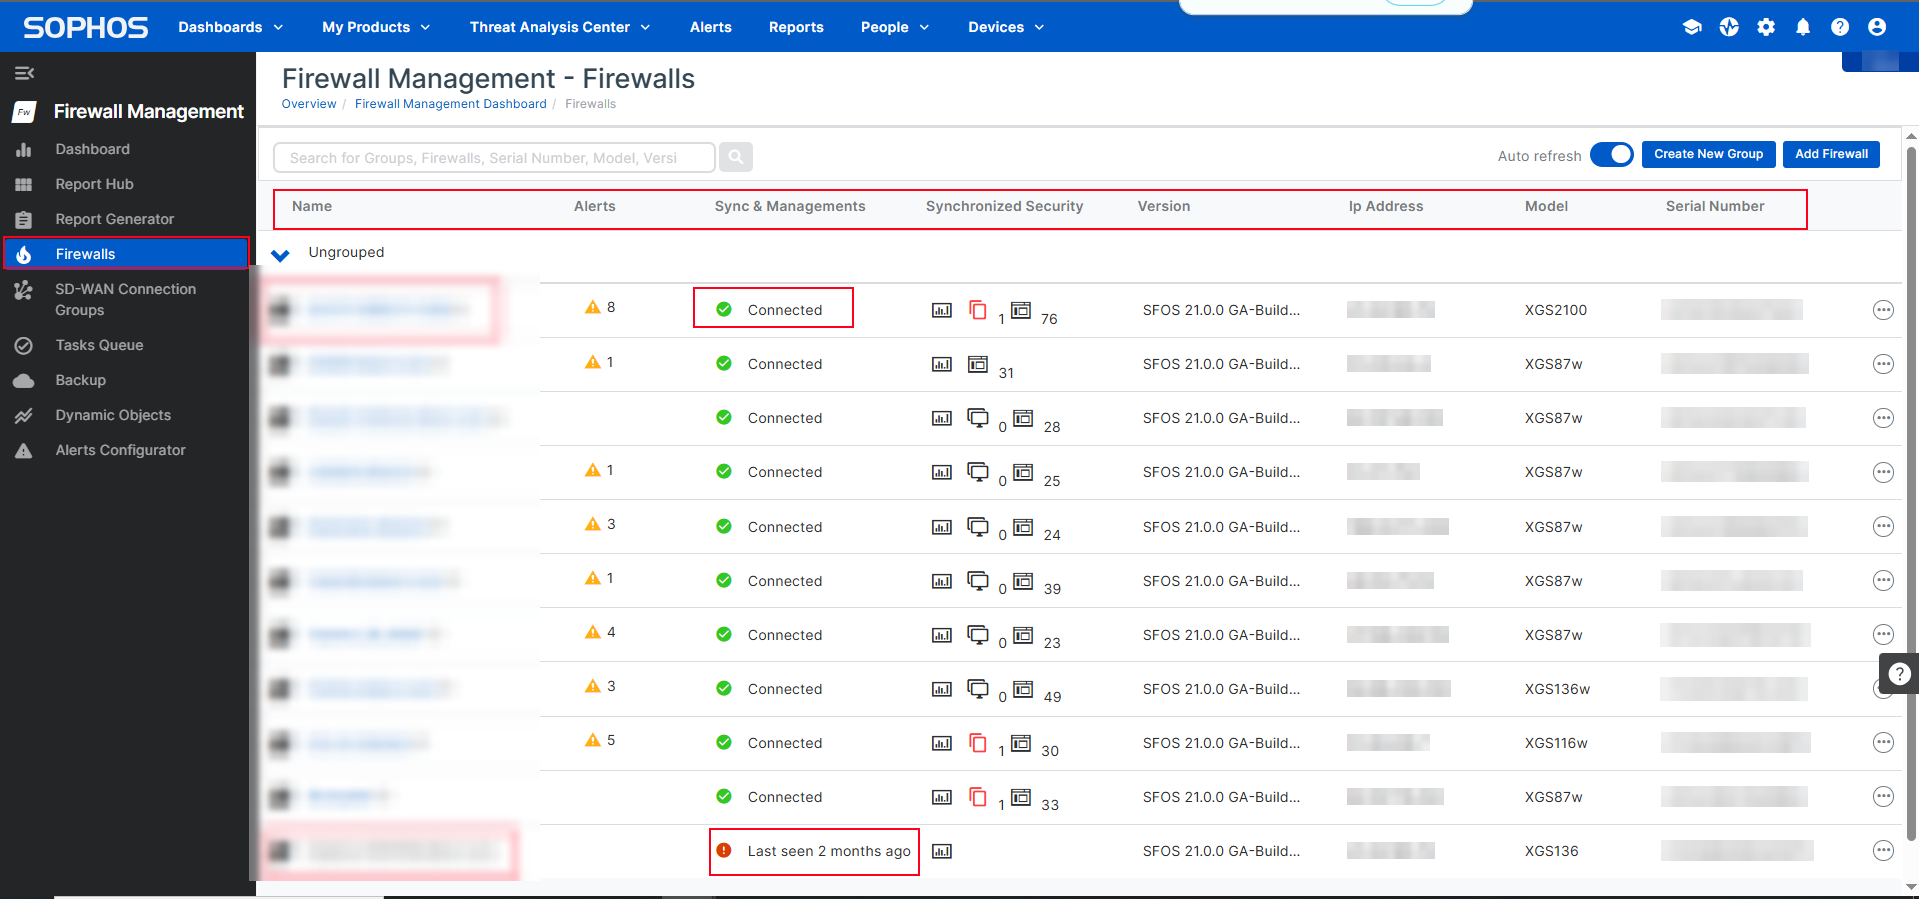 SOPHOS Dashboards My Products Threat Analysis Center Alerts Reports People Devices
Fw Firewall Management
Dashboard
Report Hub
Report Generator
Firewalls
SD-WAN Connection
Groups
Tasks Queue
Backup
Dynamic Objects
Alerts Configurator
Firewall Management - Firewalls
Overview / Firewall Management Dashboard / Firewalls
Search for Groups, Firewalls, Serial Number, Model, Versi
Auto refresh Create New Group Add Firewall
Name Alerts Sync & Managements Synchronized Security Version Ip Address Model Serial Number
Ungrouped
8 Connected 1 76 SFOS 21.0.0 GA-Build... XGS2100
1 Connected 31 SFOS 21.0.0 GA-Build... XGS87w
Connected 0 28 SFOS 21.0.0 GA-Build... XGS87w
1 Connected 0 25 SFOS 21.0.0 GA-Build... XGS87w
3 Connected 0 24 SFOS 21.0.0 GA-Build... XGS87w
1 Connected 0 39 SFOS 21.0.0 GA-Build... XGS87w
4 Connected 0 23 SFOS 21.0.0 GA-Build... XGS87w
3 Connected 0 49 SFOS 21.0.0 GA-Build... XGS136w
5 Connected 1 30 SFOS 21.0.0 GA-Build... XGS116w
Connected 1 33 SFOS 21.0.0 GA-Build... XGS87w
Last seen 2 months ago SFOS 21.0.0 GA-Build... XGS136